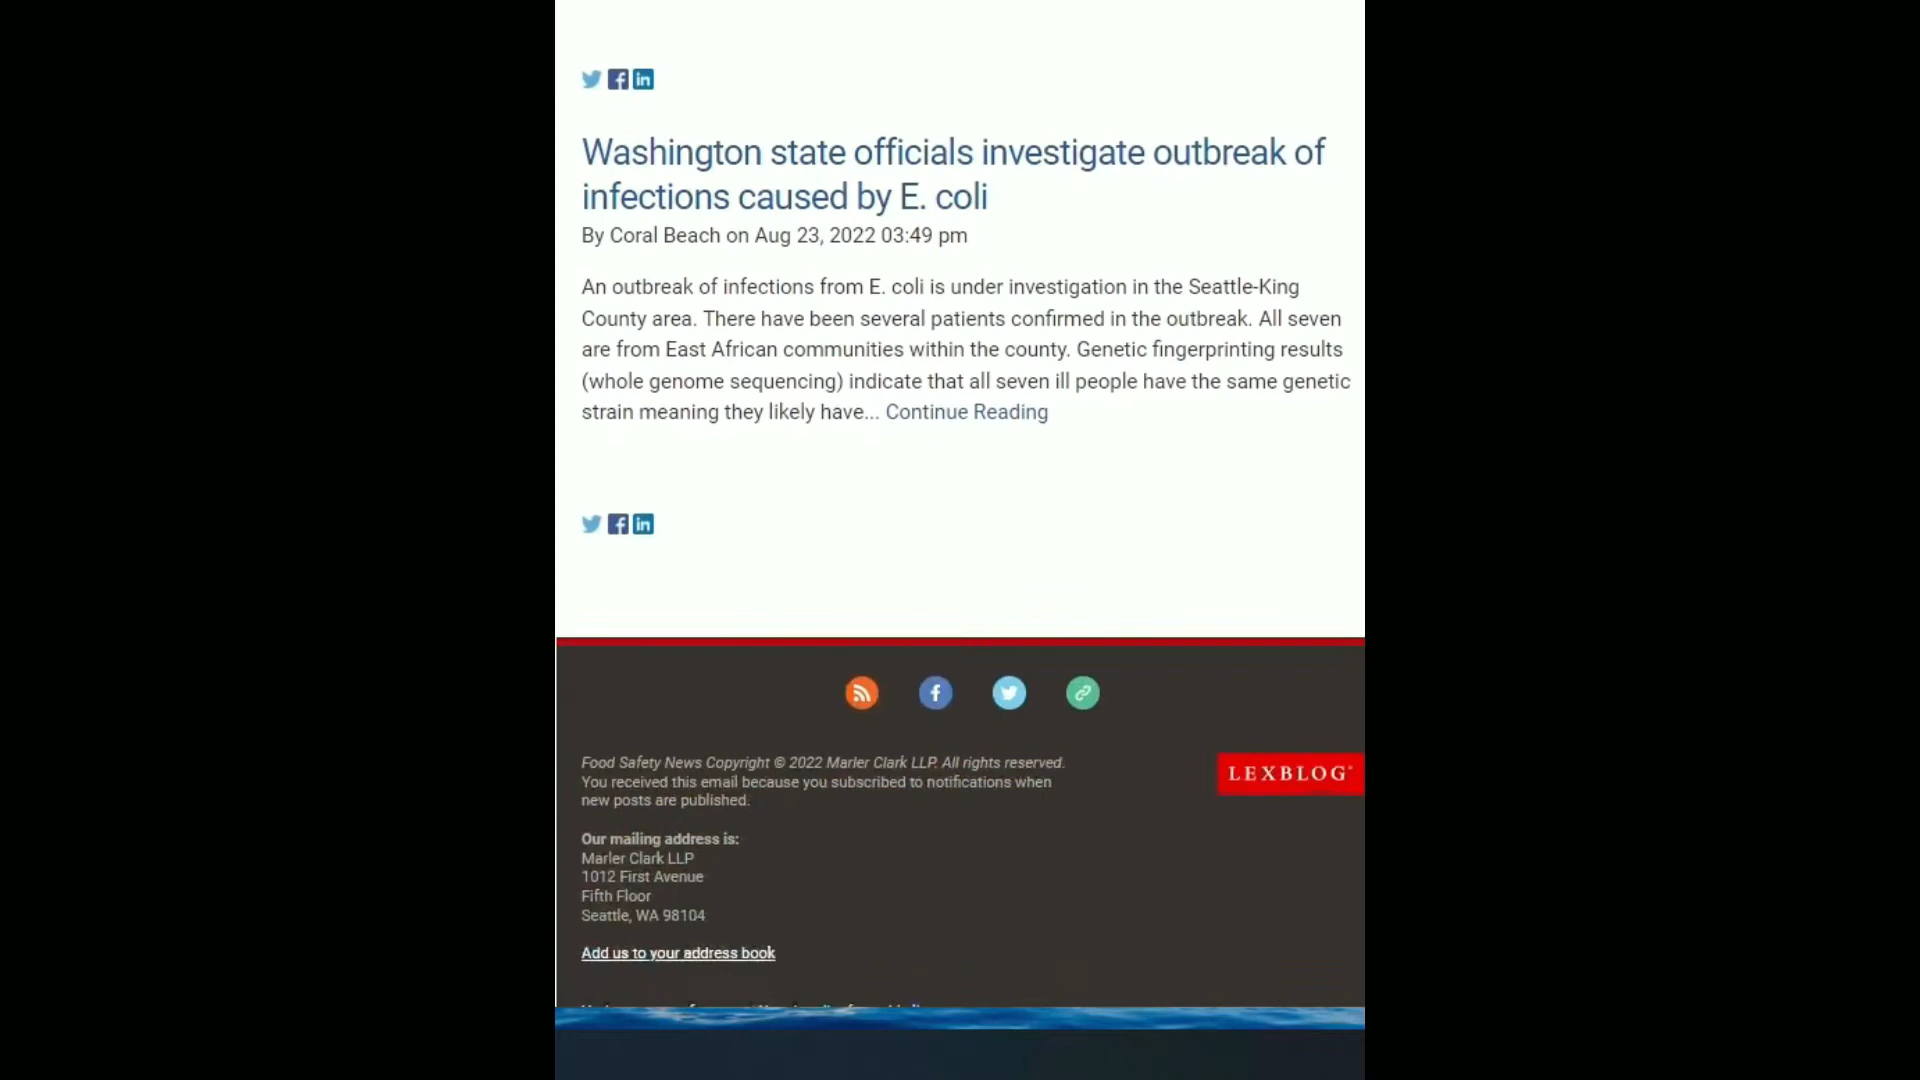 Washington state officials investigate outbreak of
infections caused by E. coli
By Coral Beach on Aug 23, 2022 03:49 pm
An outbreak of infections from E. coli is under investigation in the Seattle-King
County area. There have been several patients confirmed in the outbreak. All seven
are from East African communities within the county. Genetic fingerprinting results
(whole genome sequencing) indicate that all seven ill people have the same genetic
strain meaning they likely have... Continue Reading
Food Safety News Copyright © 2022 Marler Clark LLP. All rights reserved.
You received this email because you subscribed to notifications when
new posts are published.
LEXBLOG
Our mailing address is:
Marler Clark LLP
1012 First Avenue
Fifth Floor
Seattle, WA 98104
Add us to your address book